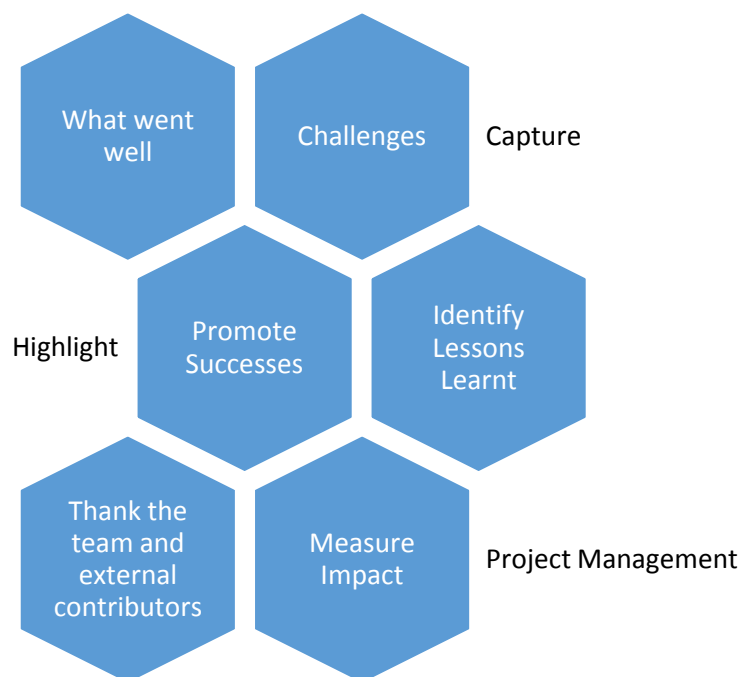 What went
well
Challenges
Capture
Highlight
Promote
Successes
Identify
Lessons
Learnt
Thank the
team and
external
contributors
Measure
Impact
Project Management